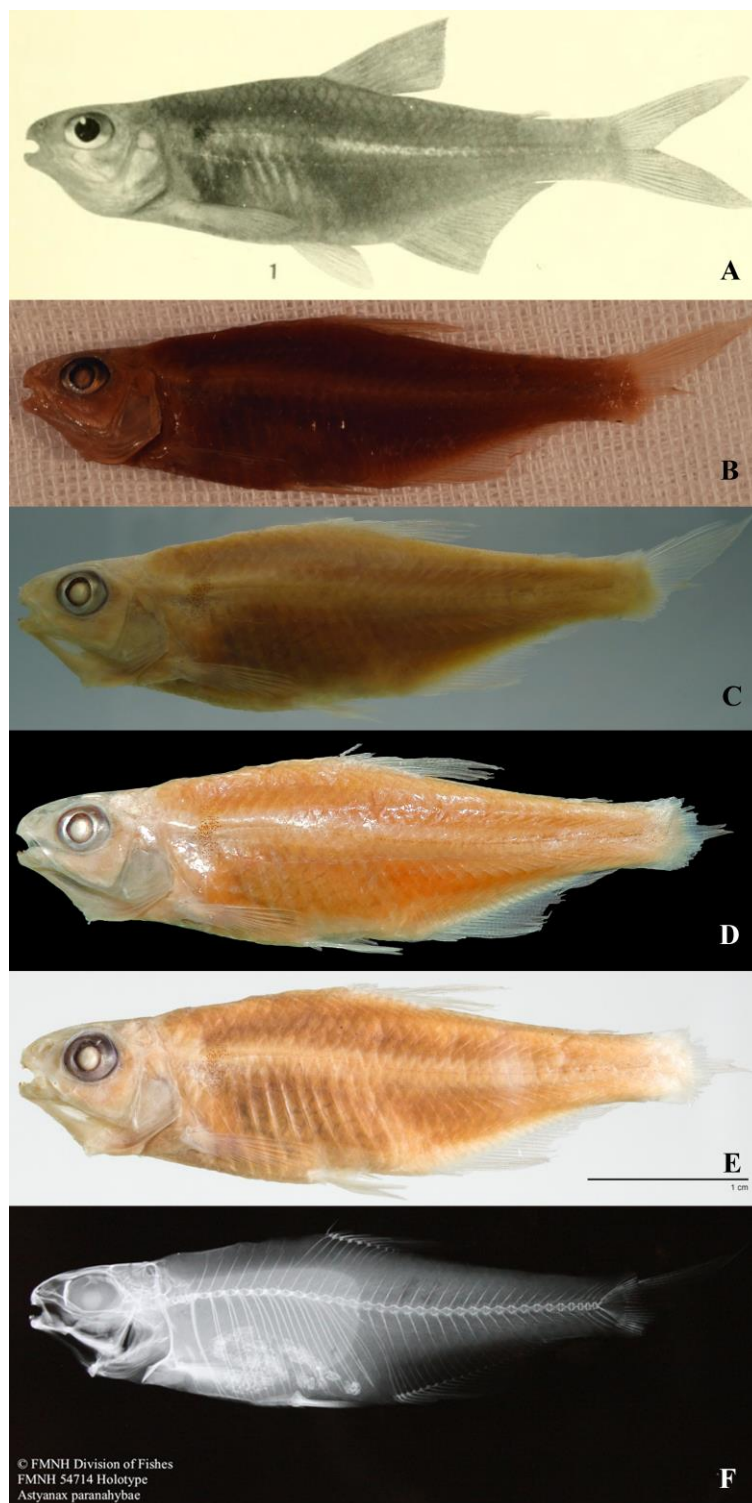 1
A
B
C
D
E
1 cm
© FMNH Division of Fishes
FMNH 54714 Holotype
Astyanax paranahybae
F